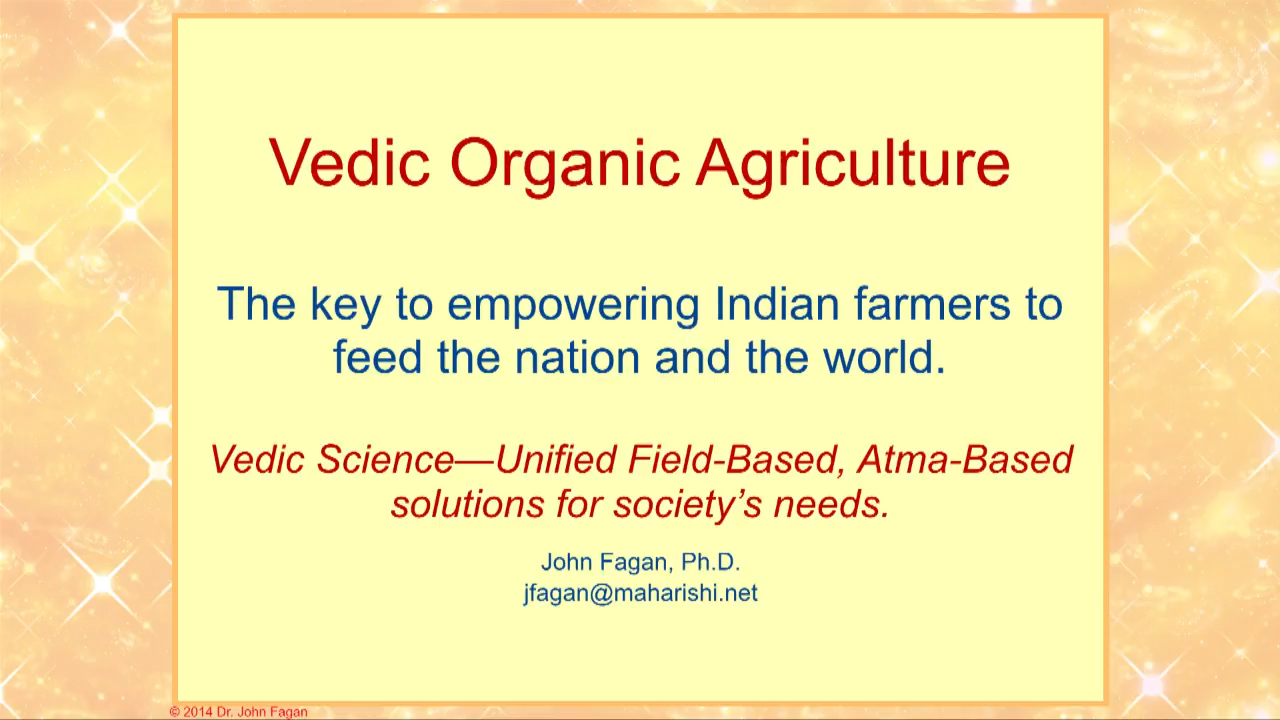 Vedic Organic Agriculture
The key to empowering Indian farmers to
feed the nation and the world.
Vedic Science—Unified Field-Based, Atma-Based
solutions for society’s needs.
John Fagan, Ph.D.
jfagan@maharishi.net
© 2014 Dr. John Fagan